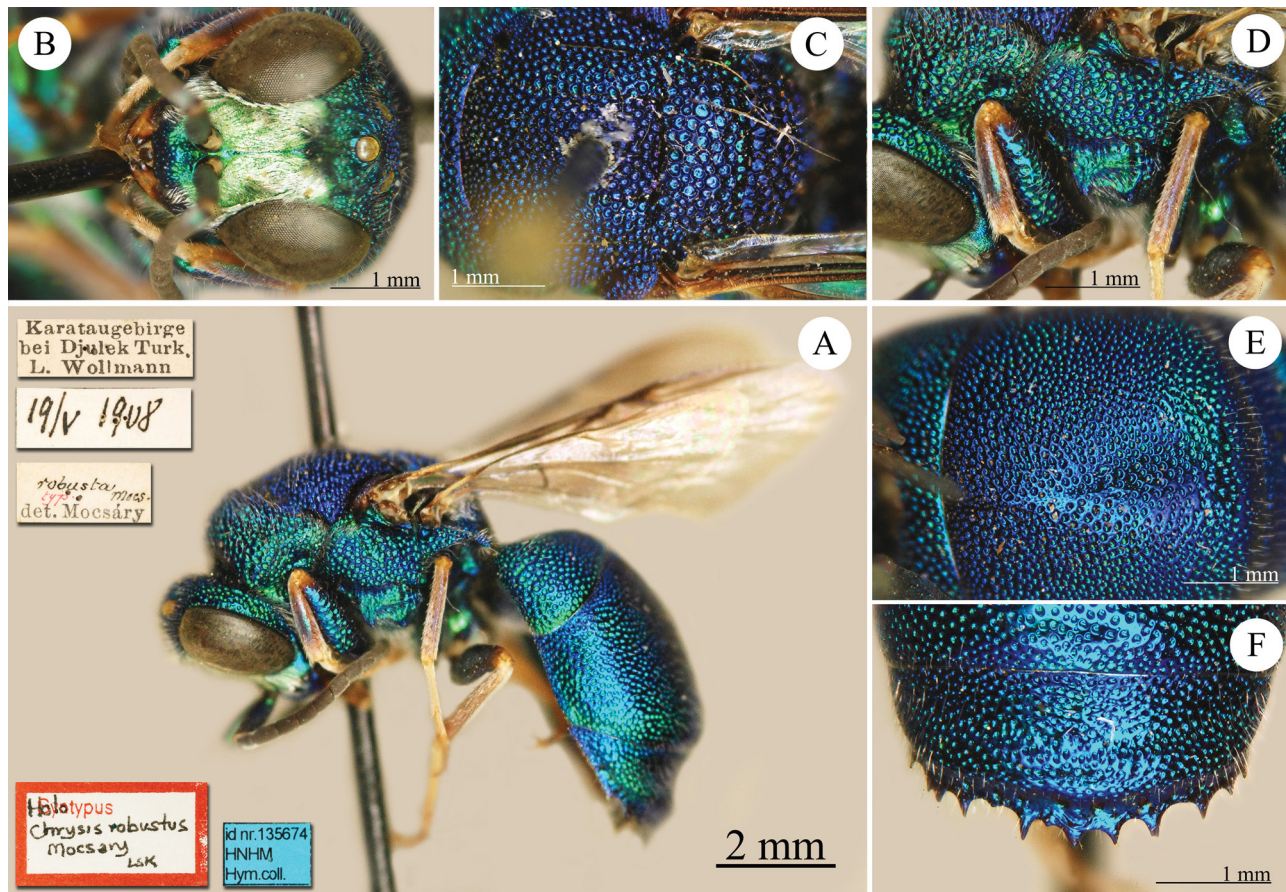 B
1 mm
C
1 mm
D
1 mm
Karataugebirge
bei Djulek Turk.
L. Wollmann
19/V 1908
robusta
typ. Mocs.
det. Mocsáry
A
2 mm
E
1 mm
F
1 mm
Holotypus
Chrysis robustus
Mocsary
LSK
id nr.135674
HNHM
Hym.coll.